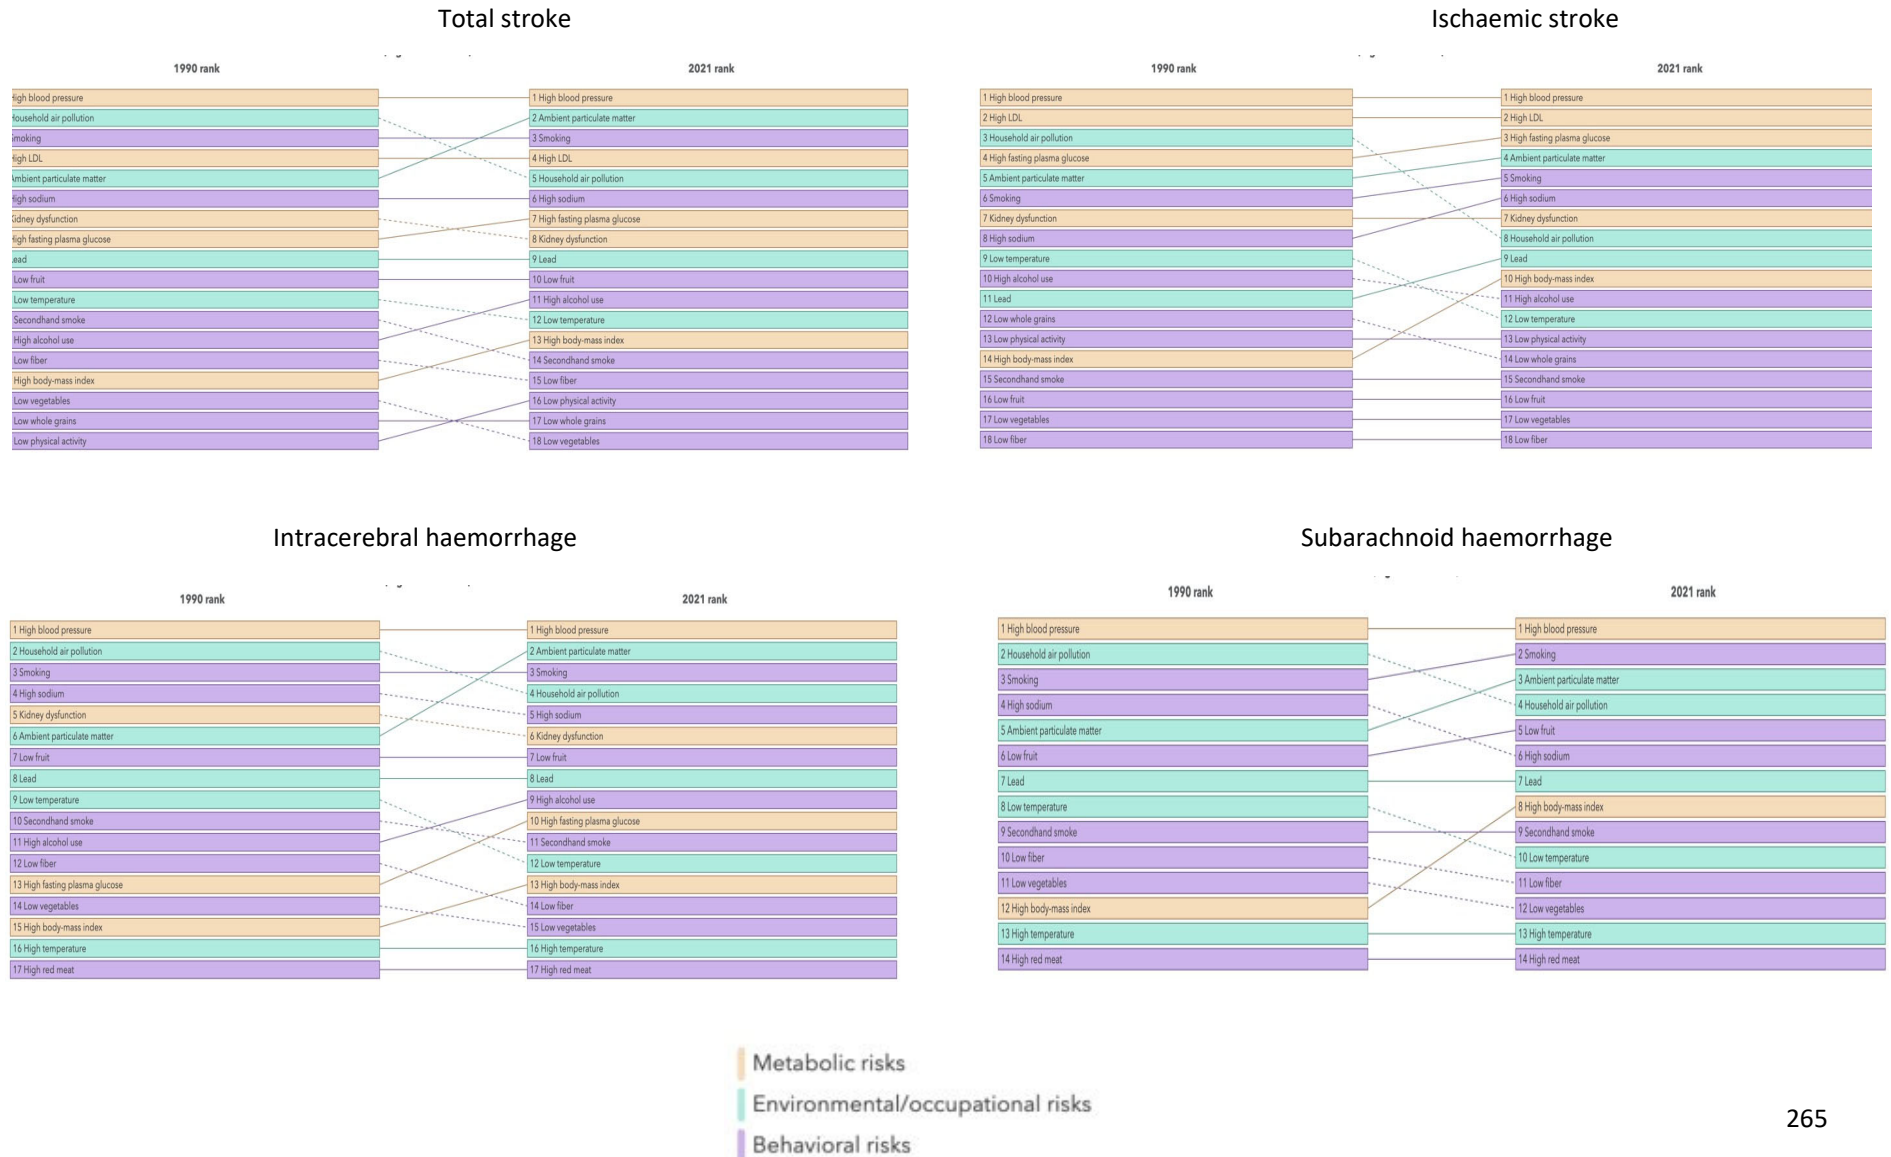 Total stroke
1990 rank
2021 rank
igh blood pressure
ousehold air pollution
moking
igh LDL
mbient particulate matter
igh sodium
idney dysfunction
igh fasting plasma glucose
ead
Low fruit
Low temperature
Secondhand smoke
High alcohol use
Low fiber
High body-mass index
Low vegetables
Low whole grains
Low physical activity
1 High blood pressure
2 Ambient particulate matter
3 Smoking
4 High LDL
5 Household air pollution
6 High sodium
7 High fasting plasma glucose
8 Kidney dysfunction
9 Lead
10 Low fruit
11 High alcohol use
12 Low temperature
13 High body-mass index
14 Secondhand smoke
15 Low fiber
16 Low physical activity
17 Low whole grains
18 Low vegetables
Ischaemic stroke
1990 rank
2021 rank
1 High blood pressure
2 High LDL
3 Household air pollution
4 High fasting plasma glucose
5 Ambient particulate matter
6 Smoking
7 Kidney dysfunction
8 High sodium
9 Low temperature
10 High alcohol use
11 Lead
12 Low whole grains
13 Low physical activity
14 High body-mass index
15 Secondhand smoke
16 Low fruit
17 Low vegetables
18 Low fiber
1 High blood pressure
2 High LDL
3 High fasting plasma glucose
4 Ambient particulate matter
5 Smoking
6 High sodium
7 Kidney dysfunction
8 Household air pollution
9 Lead
10 High body-mass index
11 High alcohol use
12 Low temperature
13 Low physical activity
14 Low whole grains
15 Secondhand smoke
16 Low fruit
17 Low vegetables
18 Low fiber
Intracerebral haemorrhage
1990 rank
2021 rank
1 High blood pressure
2 Household air pollution
3 Smoking
4 High sodium
5 Kidney dysfunction
6 Ambient particulate matter
7 Low fruit
8 Lead
9 Low temperature
10 Secondhand smoke
11 High alcohol use
12 Low fiber
13 High fasting plasma glucose
14 Low vegetables
15 High body-mass index
16 High temperature
17 High red meat
1 High blood pressure
2 Ambient particulate matter
3 Smoking
4 Household air pollution
5 High sodium
6 Kidney dysfunction
7 Low fruit
8 Lead
9 High alcohol use
10 High fasting plasma glucose
11 Secondhand smoke
12 Low temperature
13 High body-mass index
14 Low fiber
15 Low vegetables
16 High temperature
17 High red meat
Subarachnoid haemorrhage
1990 rank
2021 rank
1 High blood pressure
2 Household air pollution
3 Smoking
4 High sodium
5 Ambient particulate matter
6 Low fruit
7 Lead
8 Low temperature
9 Secondhand smoke
10 Low fiber
11 Low vegetables
12 High body-mass index
13 High temperature
14 High red meat
1 High blood pressure
2 Smoking
3 Ambient particulate matter
4 Household air pollution
5 Low fruit
6 High sodium
7 Lead
8 High body-mass index
9 Secondhand smoke
10 Low temperature
11 Low fiber
12 Low vegetables
13 High temperature
14 High red meat
Metabolic risks
Environmental/occupational risks
Behavioral risks
265